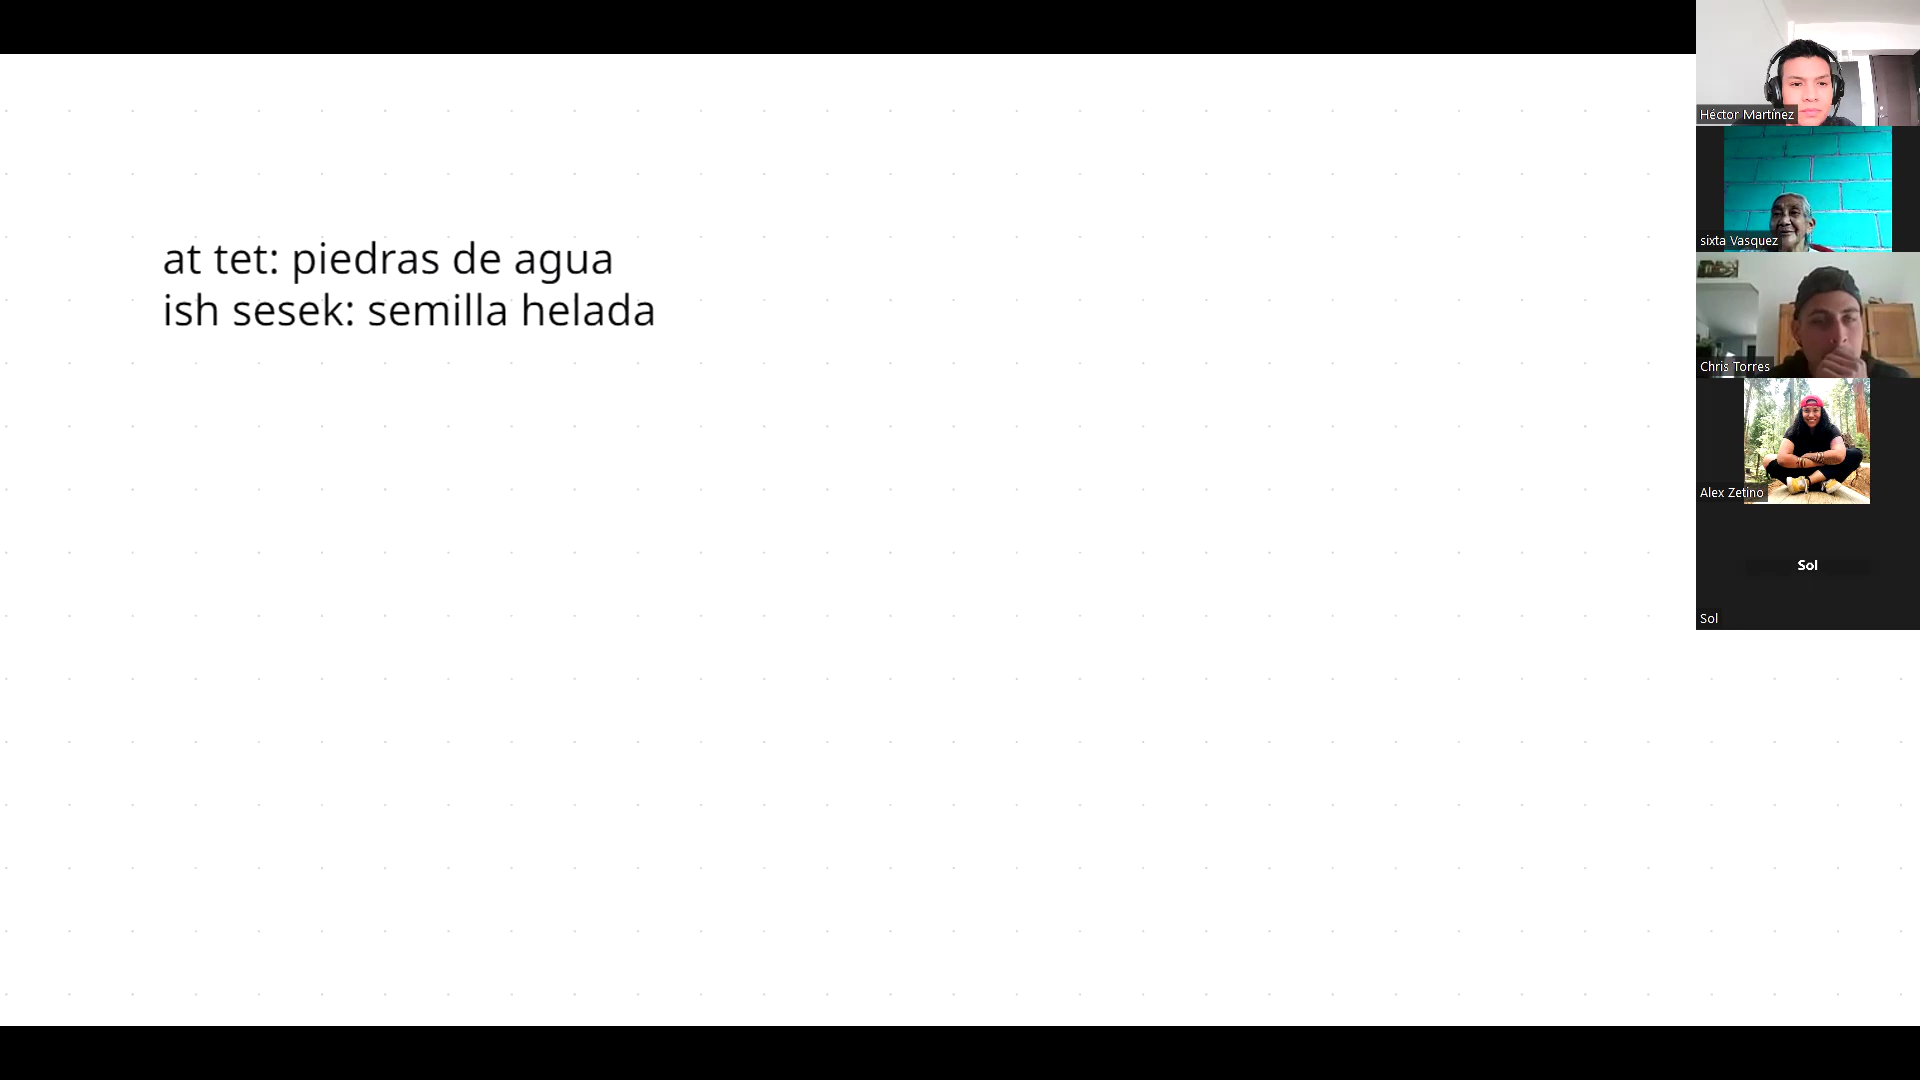 at tet: piedras de agua
ish sesek: semilla helada
Héctor Martínez
sixta Vasquez
Chris Torres
Alex Zetino
Sol
Sol